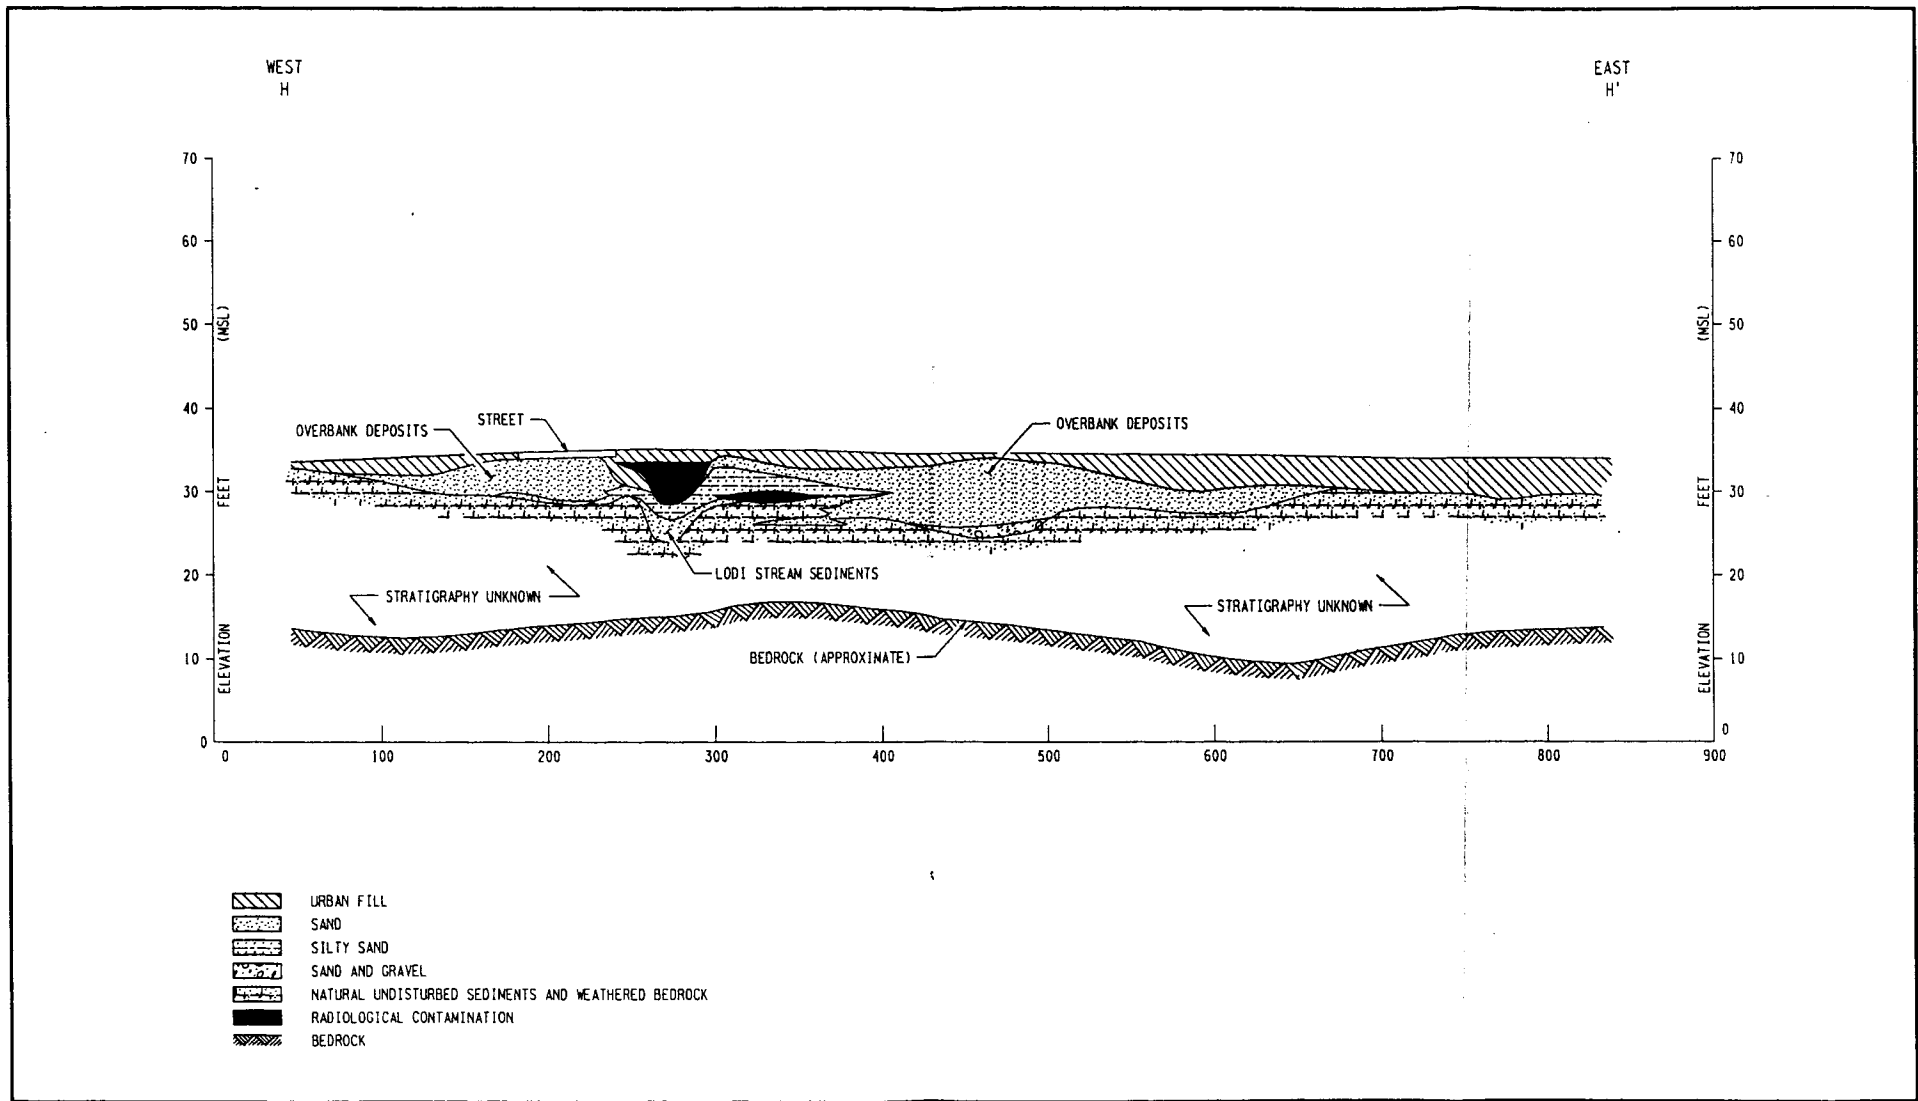 WEST
H
EAST
H'
70
60
50
40
30
20
10
0
ELEVATION FEET (MSL)
70
60
50
40
30
20
10
0
ELEVATION FEET (MSL)
OVERBANK DEPOSITS
STREET
OVERBANK DEPOSITS
LODI STREAM SEDIMENTS
STRATIGRAPHY UNKNOWN
STRATIGRAPHY UNKNOWN
BEDROCK (APPROXIMATE)
0 100 200 300 400 500 600 700 800 900
URBAN FILL
SAND
SILTY SAND
SAND AND GRAVEL
NATURAL UNDISTURBED SEDIMENTS AND WEATHERED BEDROCK
RADIOLOGICAL CONTAMINATION
BEDROCK